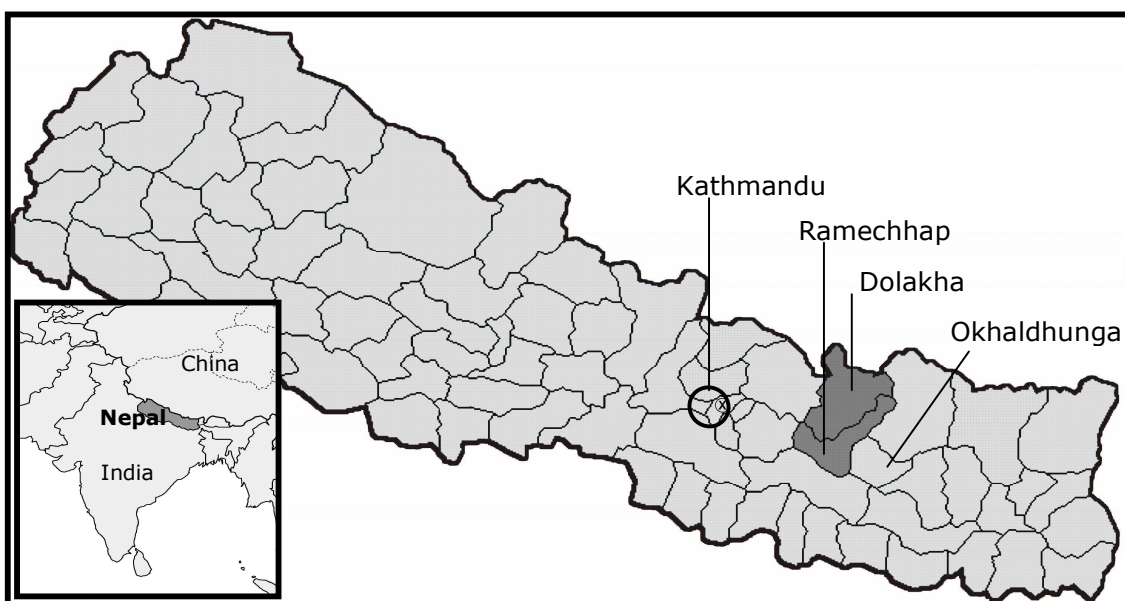 Kathmandu
Ramechhap
Dolakha
Okhaldhunga
China
Nepal
India
X